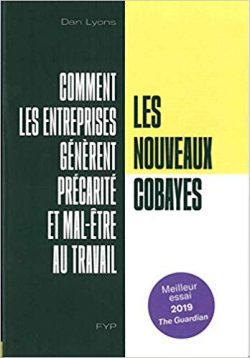 Dan Lyons
COMMENT
LES ENTREPRISES
GÉNÈRENT
PRÉCARITÉ
ET MAL-ÊTRE
AU TRAVAIL
LES
NOUVEAUX
COBAYES
Meilleur
essai
2019
The Guardian
FYP